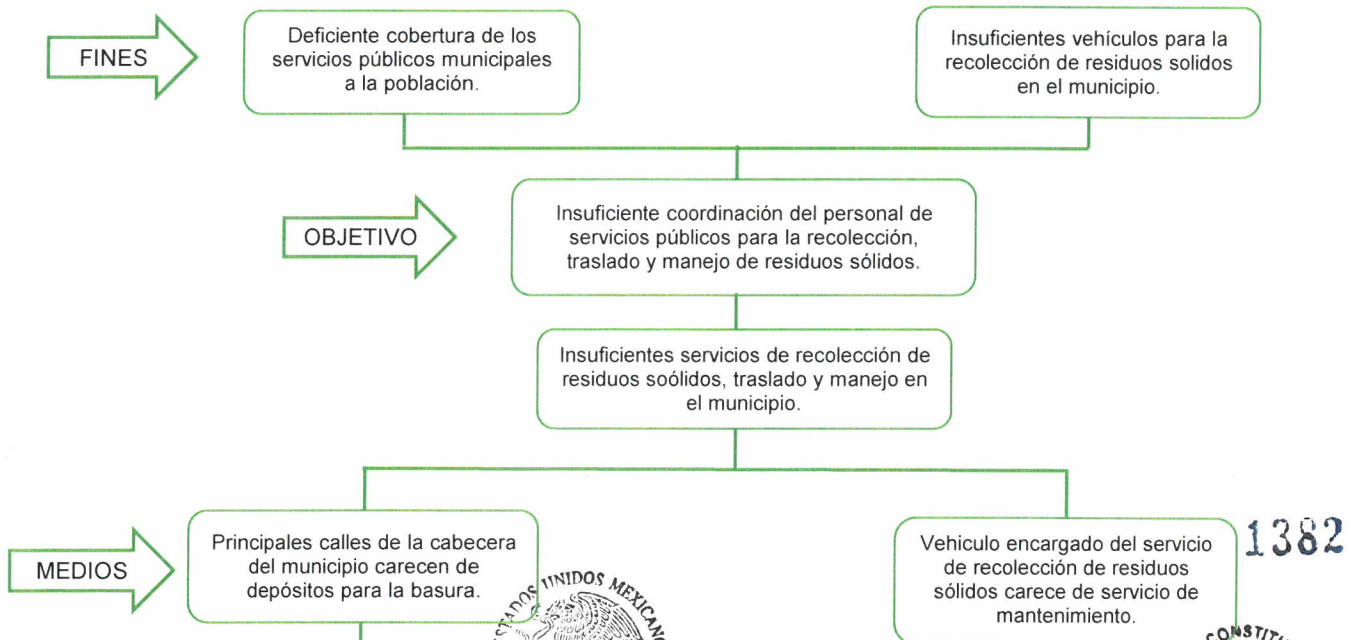 FINES
Deficiente cobertura de los
servicios públicos municipales
a la población.
Insuficientes vehículos para la
recolección de residuos solidos
en el municipio.
OBJETIVO
Insuficiente coordinación del personal de
servicios públicos para la recolección,
traslado y manejo de residuos sólidos.
Insuficientes servicios de recolección de
residuos soólidos, traslado y manejo en
el municipio.
MEDIOS
Principales calles de la cabecera
del municipio carecen de
depósitos para la basura.
Vehiculo encargado del servicio
de recolección de residuos
sólidos carece de servicio de
mantenimiento.
1382
UNIDOS